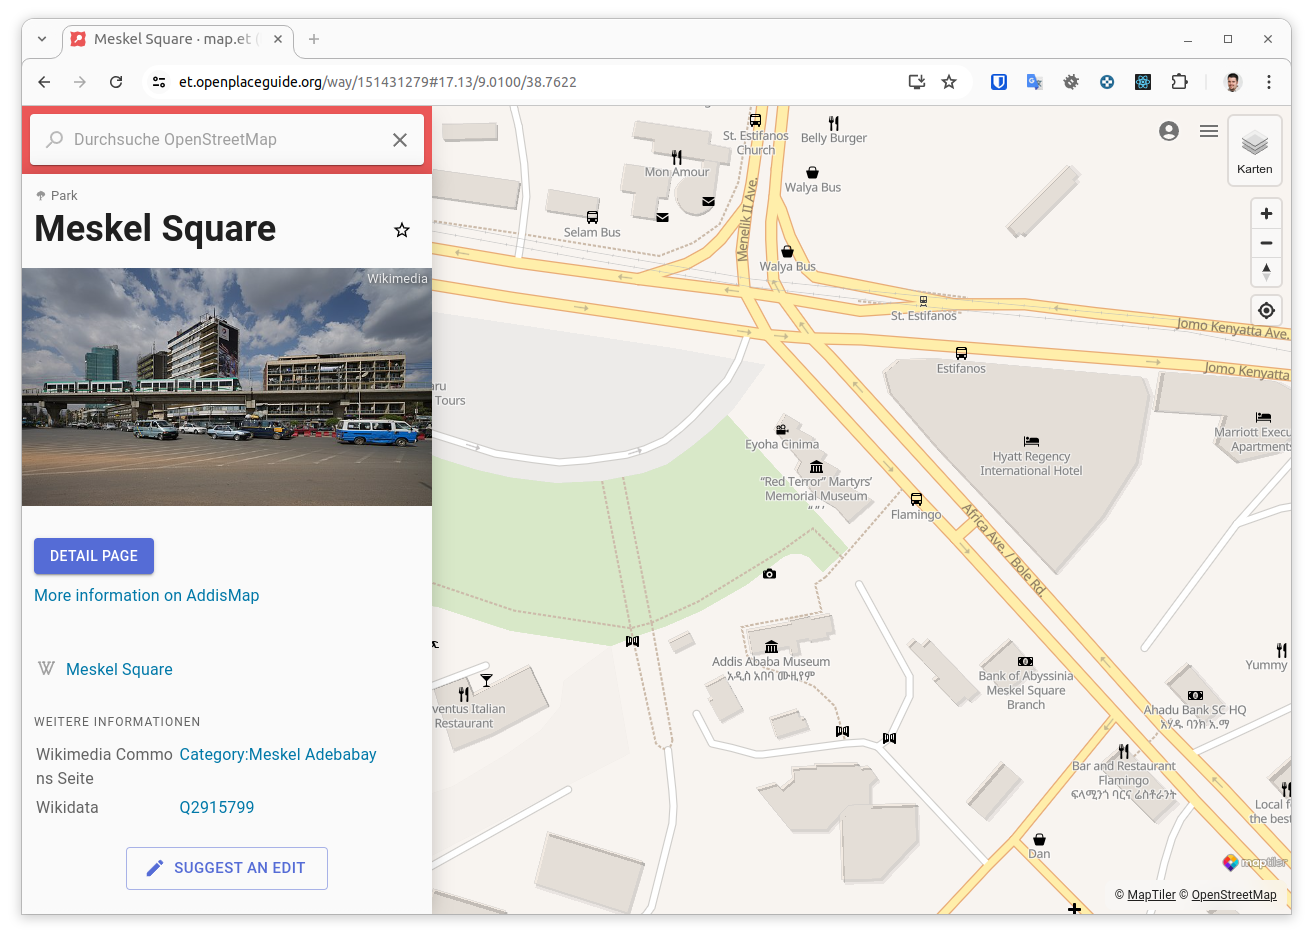 Meskel Square · map.et (
et.openplaceguide.org/way/151431279#17.13/9.0100/38.7622
Durchsuche OpenStreetMap
Park
Meskel Square
Wikimedia
DETAIL PAGE
More information on AddisMap
W Meskel Square
WEITERE INFORMATIONEN
Wikimedia Commo
ns Seite
Category:Meskel Adebabay
Wikidata
Q2915799
SUGGEST AN EDIT
St. Estifanos
Church
Belly Burger
Mon Amour
Walya Bus
Menelik II Ave.
Selam Bus
Walya Bus
Karten
St. Estifanos
Jomo Kenyatta Ave.
Estifanos
Jomo Kenyatta
aru
Tours
Eyoha Cinima
Hyatt Regency
International Hotel
Marriott Execu
Apartments
“Red Terror” Martyrs’
Memorial Museum
Flamingo
Africa Ave. / Bole Rd.
Addis Ababa Museum
አዲስ አበባ ሙዚየም
Bank of Abyssinia
Meskel Square
Branch
Yummy
ventus Italian
Restaurant
Ahadu Bank SC HQ
አሃዱ ባንክ ኢ.ማ
Bar and Restaurant
Flamingo
ፍላሚንጎ ባርና ሬስቶራንት
Local f
the best
Dan
maptiler
© MapTiler © OpenStreetMap